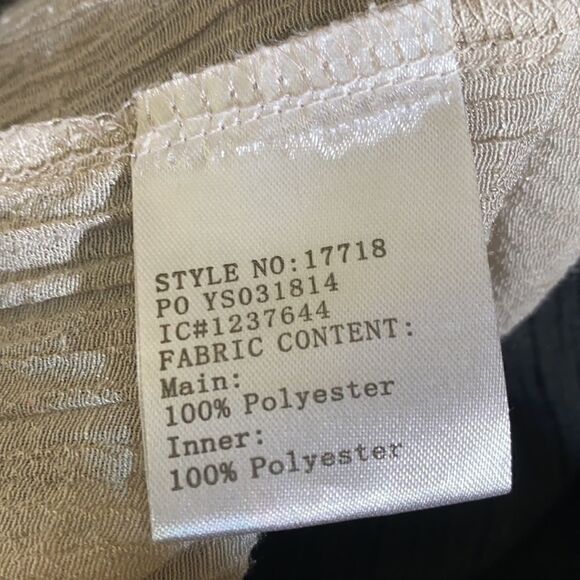 STYLE NO:17718
PO YS031814
IC#1237644
FABRIC CONTENT:
Main:
100% Polyester
Inner:
100% Polyester